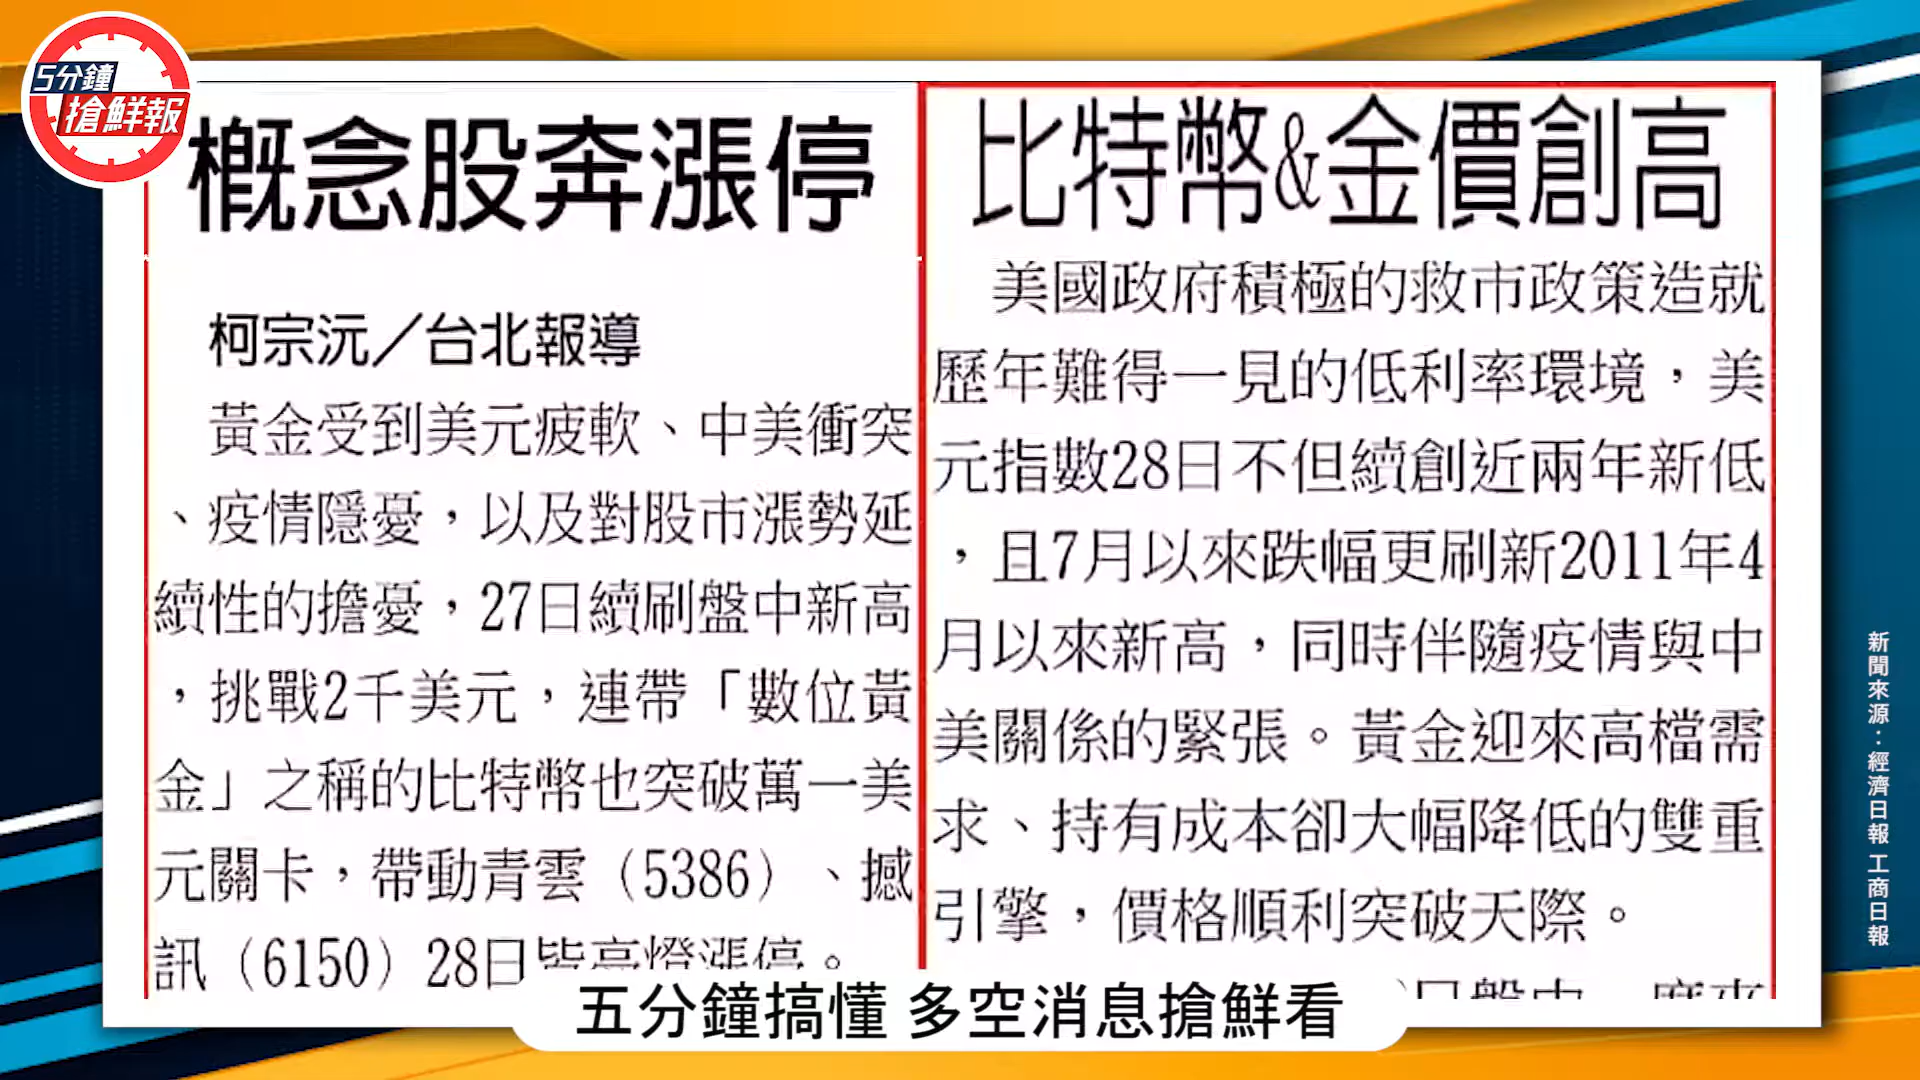 5分鐘
搶鮮報
概念股奔漲停
柯宗沅／台北報導
黃金受到美元疲軟、中美衝突
、疫情隱憂，以及對股市漲勢延
續性的擔憂，27日續刷盤中新高
，挑戰2千美元，連帶「數位黃
金」之稱的比特幣也突破萬一美
元關卡，帶動青雲（5386）、撼
訊（6150）28日皆亮燈漲停。
比特幣&金價創高
美國政府積極的救市政策造就
歷年難得一見的低利率環境，美
元指數28日不但續創近兩年新低
，且7月以來跌幅更刷新2011年4
月以來新高，同時伴隨疫情與中
美關係的緊張。黃金迎來高檔需
求、持有成本卻大幅降低的雙重
引擎，價格順利突破天際。
五分鐘搞懂 多空消息搶鮮看
新聞來源：經濟日報 工商日報